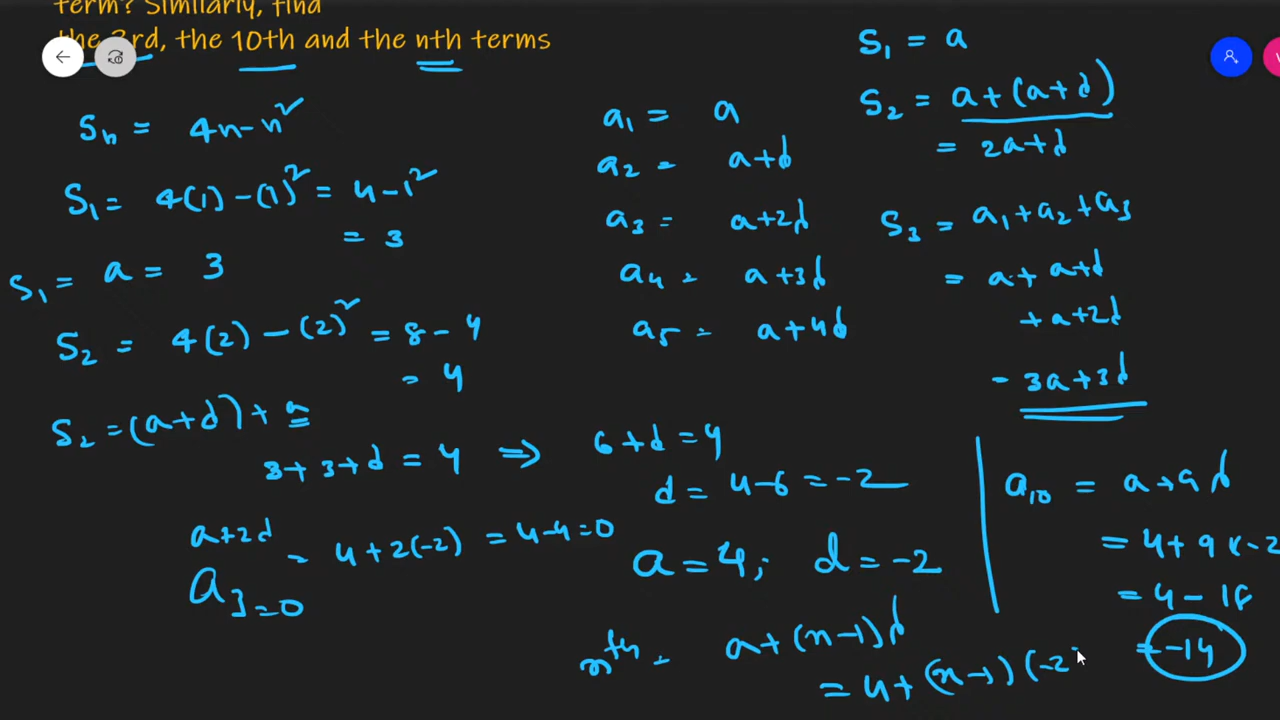 term? Similarly, find
the 3rd, the 10th and the nth terms
Sn = 4n-n²
S₁ = 4(1) -(1)² = 4-1²
= 3
S₁ = a = 3
S₂ = 4(2) -(2)² = 8-4
= 4
S₂ = (a+d) + a
3+3+d = 4 ⇒ 6+d=4
d = 4-6 = -2
a+2d
= 4+2(-2) = 4-4=0
a₃=0
a=4; d=-2
nth = a+(n-1)d
= 4+(n-1)(-2)
a₁ = a
a₂ = a+d
a₃ = a+2d
a₄ = a+3d
a₅ = a+4d
S₁ = a
S₂ = a+(a+d)
= 2a+d
S₃ = a₁+a₂+a₃
= a+a+d
+a+2d
= 3a+3d
a₁₀ = a+9d
= 4+9x-2
= 4-18
= -14